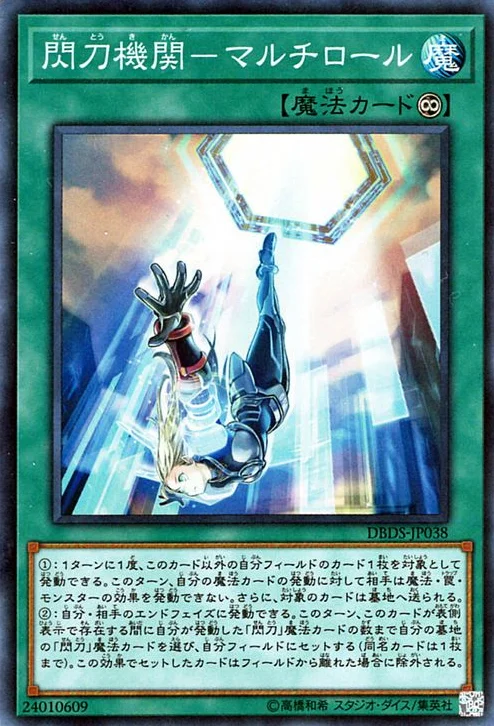 閃刀機関－マルチロール 魔
【魔法カード】
DBDS-JP038
①：1ターンに1度、このカード以外の自分フィールドのカード1枚を対象として
発動できる。このターン、自分の魔法カードの発動に対して相手は魔法・罠・
モンスターの効果を発動できない。さらに、対象のカードは墓地へ送られる。
②：自分・相手のエンドフェイズに発動できる。このターン、このカードが表側
表示で存在する間に自分が発動した「閃刀」魔法カードの数まで自分の墓地
の「閃刀」魔法カードを選び、自分フィールドにセットする（同名カードは1枚
まで）。この効果でセットしたカードはフィールドから離れた場合に除外される。
24010609 ©高橋和希 スタジオ・ダイス/集英社